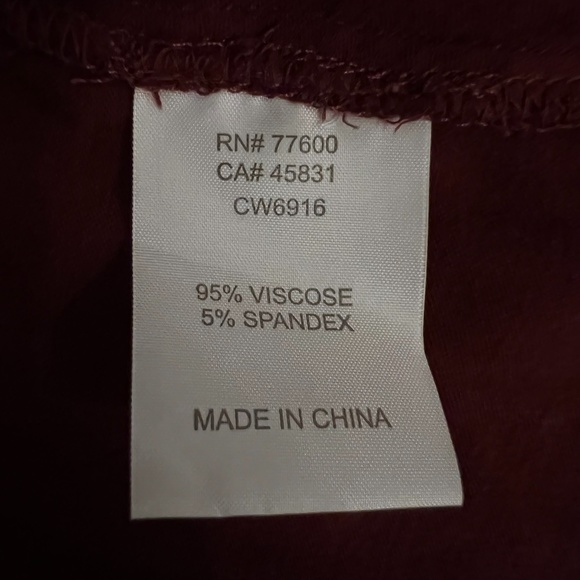 RN# 77600
CA# 45831
CW6916
95% VISCOSE
5% SPANDEX
MADE IN CHINA